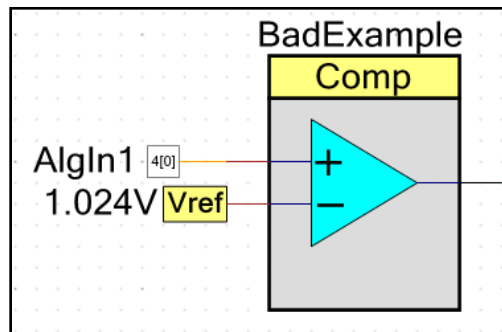 BadExample
Comp
AlgIn1 4[0] +
1.024V Vref −